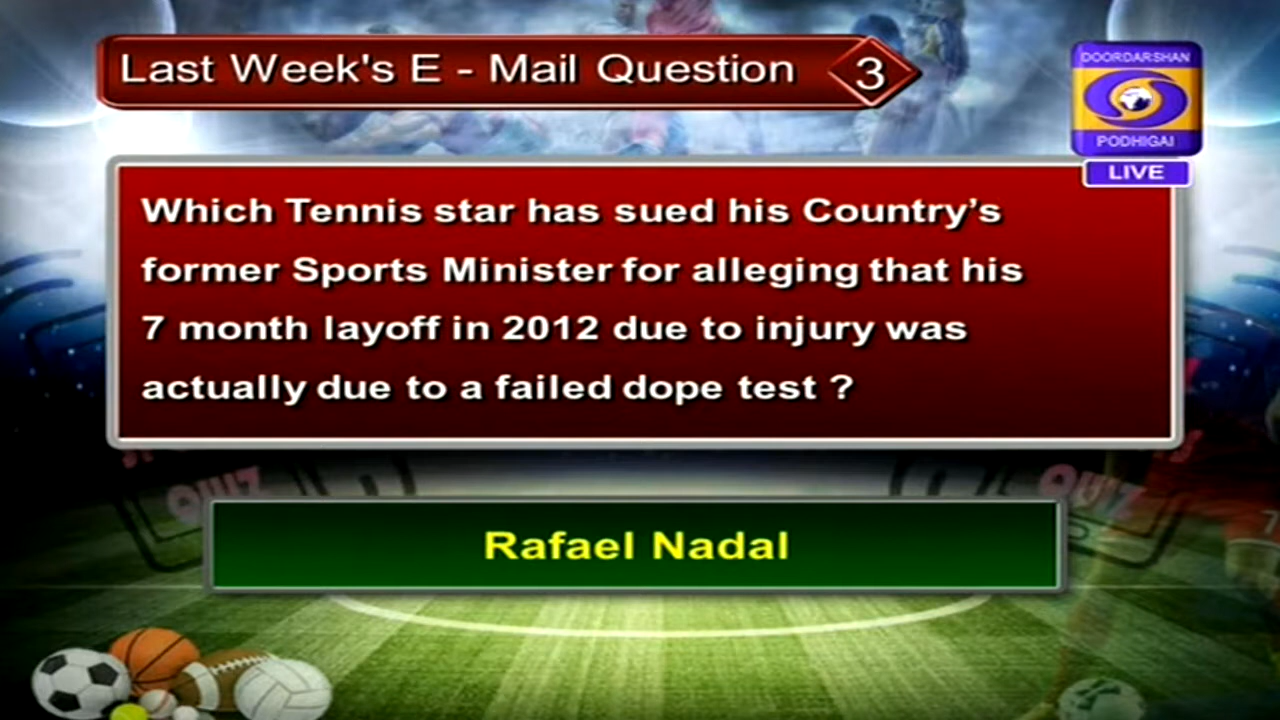 Last Week's E - Mail Question 3
DOORDARSHAN
PODHIGAI
LIVE
Which Tennis star has sued his Country’s
former Sports Minister for alleging that his
7 month layoff in 2012 due to injury was
actually due to a failed dope test ?
QUIZ
QUIZ
Rafael Nadal